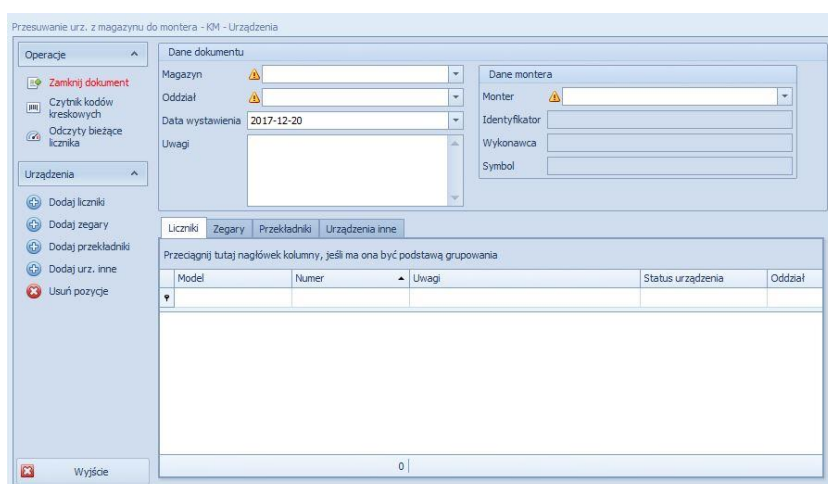 Przesuwanie urz. z magazynu do montera - KM - Urządzenia
Operacje
Zamknij dokument
Czytnik kodów
kreskowych
Odczyty bieżące
licznika
Urządzenia
Dodaj liczniki
Dodaj zegary
Dodaj przekładniki
Dodaj urz. inne
Usuń pozycje
Wyjście
Dane dokumentu
Magazyn
Oddział
Data wystawienia 2017-12-20
Uwagi
Dane montera
Monter
Identyfikator
Wykonawca
Symbol
Liczniki Zegary Przekładniki Urządzenia inne
Przeciągnij tutaj nagłówek kolumny, jeśli ma ona być podstawą grupowania
Model Numer Uwagi Status urządzenia Oddział
0